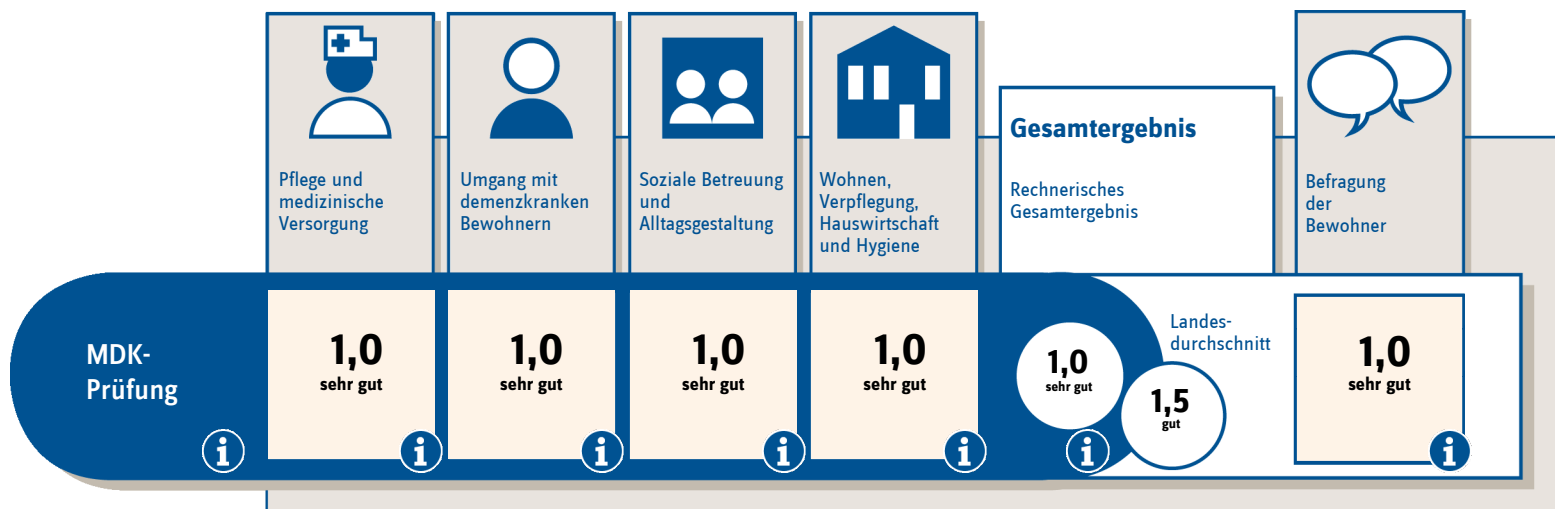 Pflege und
medizinische
Versorgung
Umgang mit
demenzkranken
Bewohnern
Soziale Betreuung
und
Alltagsgestaltung
Wohnen,
Verpflegung,
Hauswirtschaft
und Hygiene
Gesamtergebnis
Rechnerisches
Gesamtergebnis
Befragung
der
Bewohner
MDK-
Prüfung
i
1,0
sehr gut
i
1,0
sehr gut
i
1,0
sehr gut
i
1,0
sehr gut
i
1,0
sehr gut
i
Landes-
durchschnitt
1,5
gut
1,0
sehr gut
i